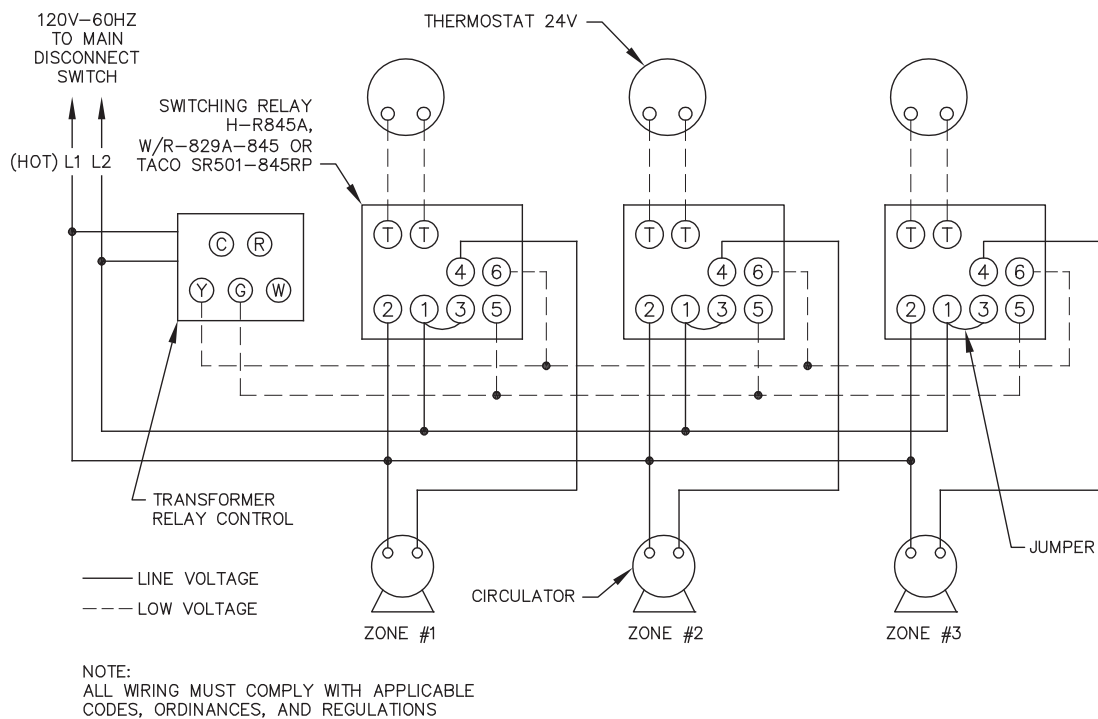 120V-60HZ
TO MAIN
DISCONNECT
SWITCH
THERMOSTAT 24V
SWITCHING RELAY
H-R845A,
W/R-829A-845 OR
TACO SR501-845RP
(HOT) L1 L2
T T
T T
T T
C R
4 6
4 6
4 6
Y G W
2 1 3 5
2 1 3 5
2 1 3 5
TRANSFORMER
RELAY CONTROL
JUMPER
LINE VOLTAGE
LOW VOLTAGE
CIRCULATOR
ZONE #1
ZONE #2
ZONE #3
NOTE:
ALL WIRING MUST COMPLY WITH APPLICABLE
CODES, ORDINANCES, AND REGULATIONS